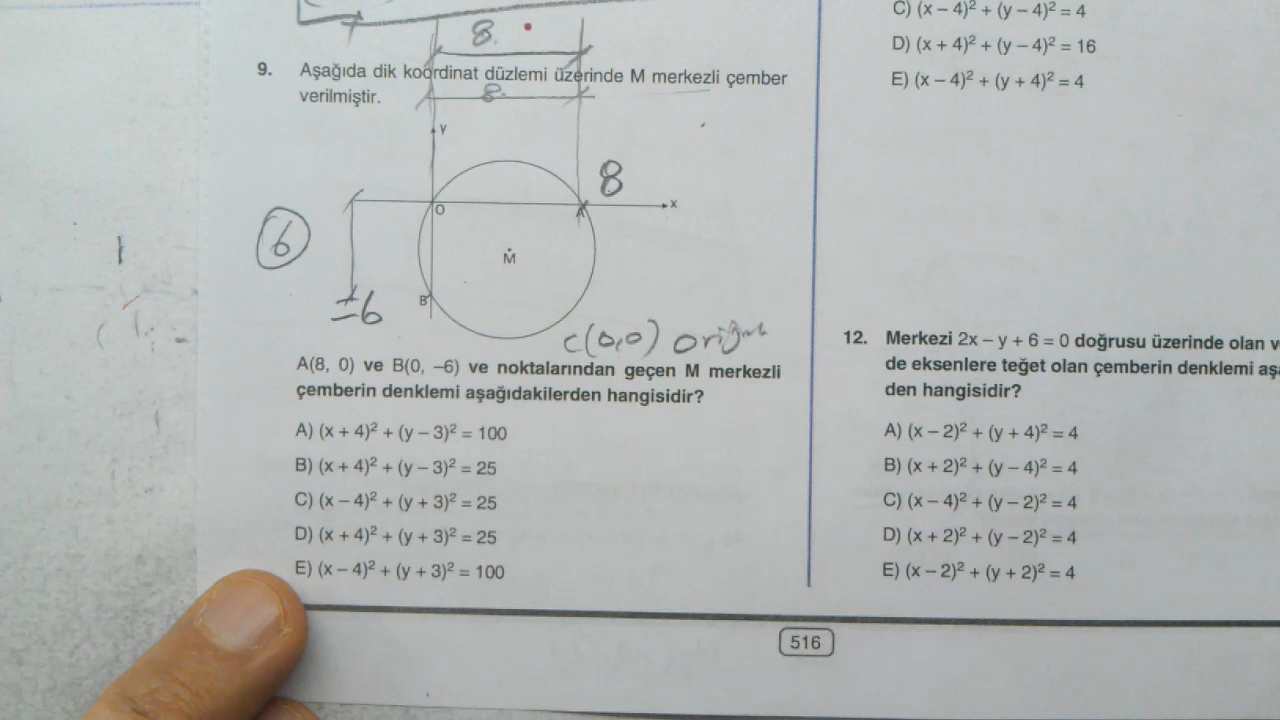 8.
9. Aşağıda dik koordinat düzlemi üzerinde M merkezli çember
verilmiştir.
8
y
8
O
A
x
6
M
B
±6
C(0,0)
A(8, 0) ve B(0, –6) ve noktalarından geçen M merkezli
çemberin denklemi aşağıdakilerden hangisidir?
A) (x + 4)² + (y – 3)² = 100
B) (x + 4)² + (y – 3)² = 25
C) (x – 4)² + (y + 3)² = 25
D) (x + 4)² + (y + 3)² = 25
E) (x – 4)² + (y + 3)² = 100
C) (x – 4)² + (y – 4)² = 4
D) (x + 4)² + (y – 4)² = 16
E) (x – 4)² + (y + 4)² = 4
12. Merkezi 2x – y + 6 = 0 doğrusu üzerinde olan v
de eksenlere teğet olan çemberin denklemi aşa
den hangisidir?
A) (x – 2)² + (y + 4)² = 4
B) (x + 2)² + (y – 4)² = 4
C) (x – 4)² + (y – 2)² = 4
D) (x + 2)² + (y – 2)² = 4
E) (x – 2)² + (y + 2)² = 4
516